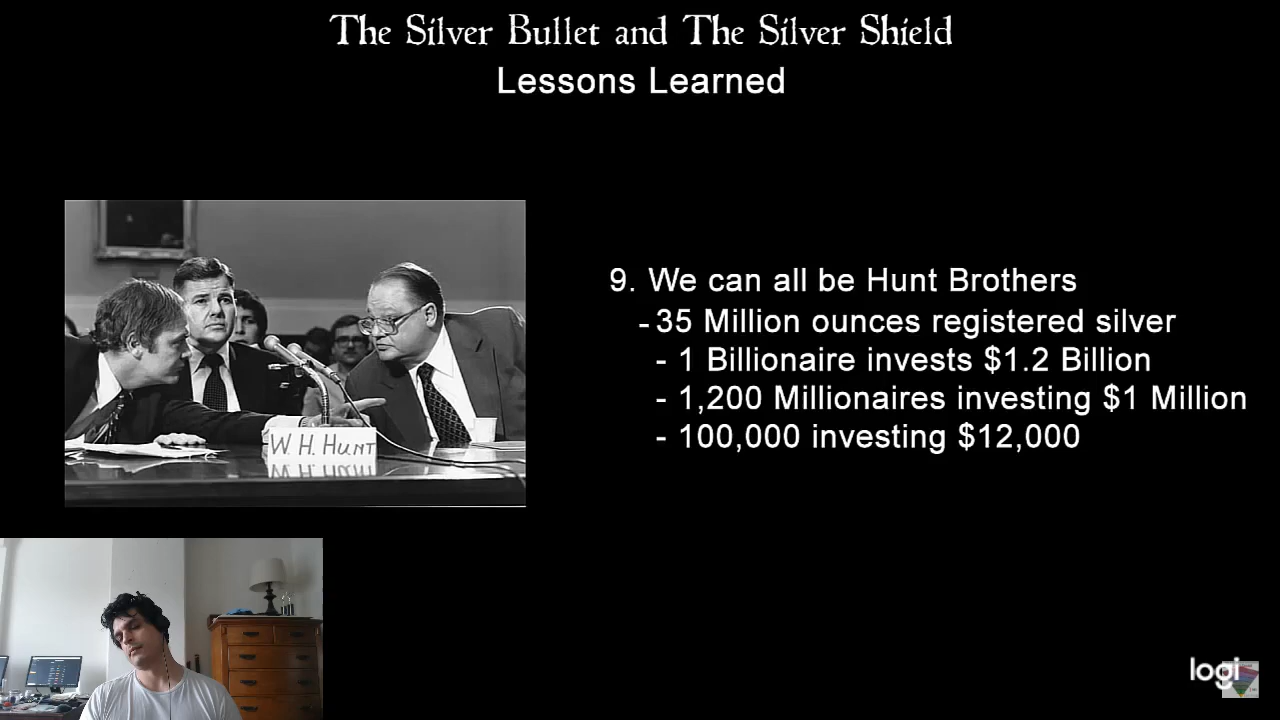 The Silver Bullet and The Silver Shield
Lessons Learned
9. We can all be Hunt Brothers
- 35 Million ounces registered silver
- 1 Billionaire invests $1.2 Billion
- 1,200 Millionaires investing $1 Million
- 100,000 investing $12,000
W. H. HUNT
logi